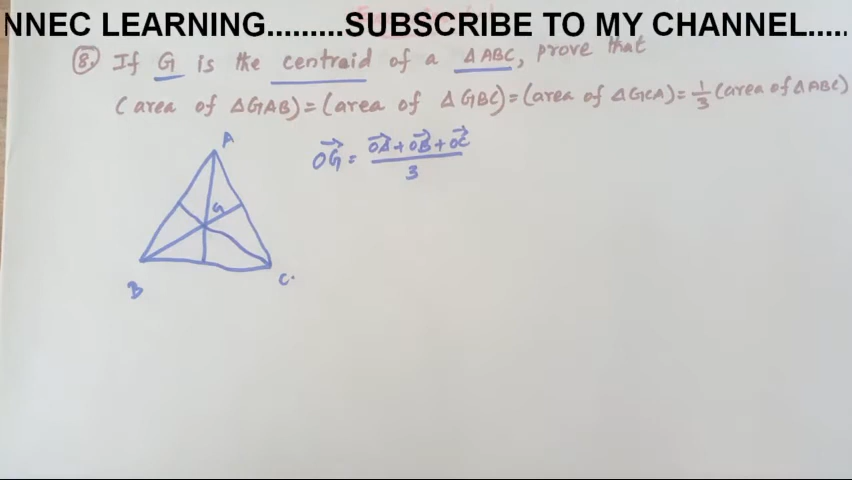 NNEC LEARNING.........SUBSCRIBE TO MY CHANNEL.....
8. If G is the centraid of a ΔABC, prove that
(area of ΔGAB) = (area of ΔGBC) = (area of ΔGCA) = 1/3 (area of ΔABC)
A
OG⃗ = (OA⃗ + OB⃗ + OC⃗)/3
G
B
C.